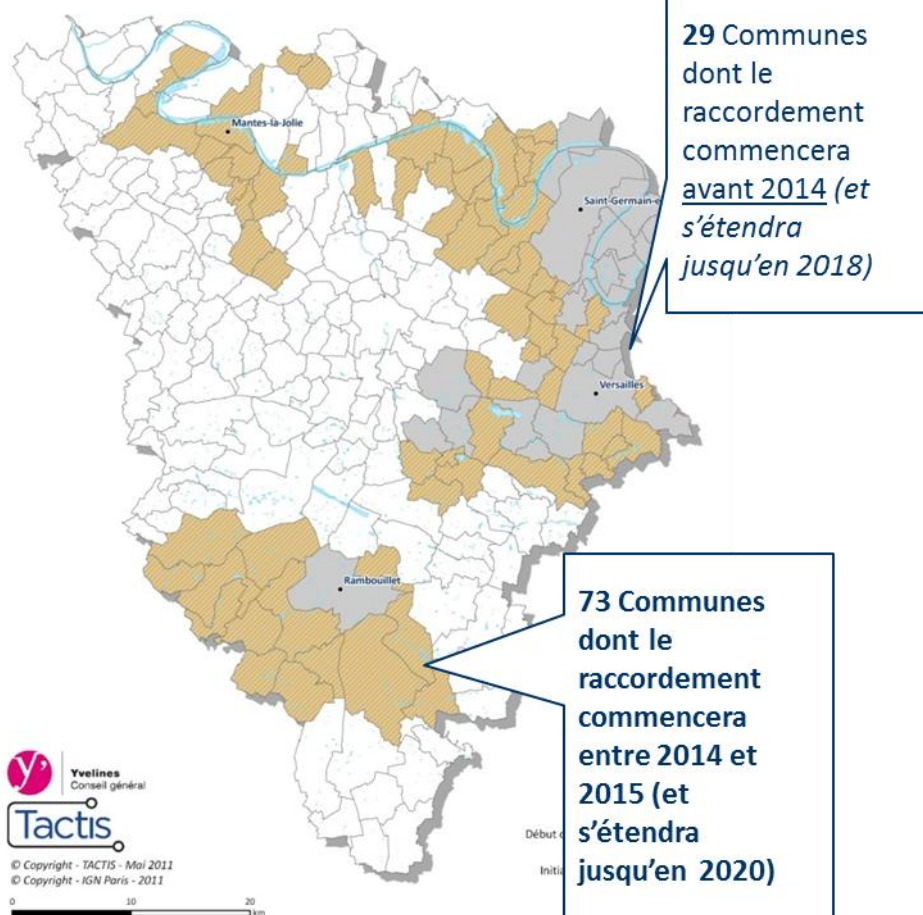 29 Communes
dont le
raccordement
commencera
avant 2014 (et
s'étendra
jusqu'en 2018)
Mantes-la-Jolie
Saint-Germain-e
Versailles
Rambouillet
73 Communes
dont le
raccordement
commencera
entre 2014 et
2015 (et
s'étendra
jusqu'en 2020)
Début
Initia
y'
Yvelines
Conseil général
Tactis
© Copyright - TACTIS - Mai 2011
© Copyright - IGN Paris - 2011
0 10 20
km